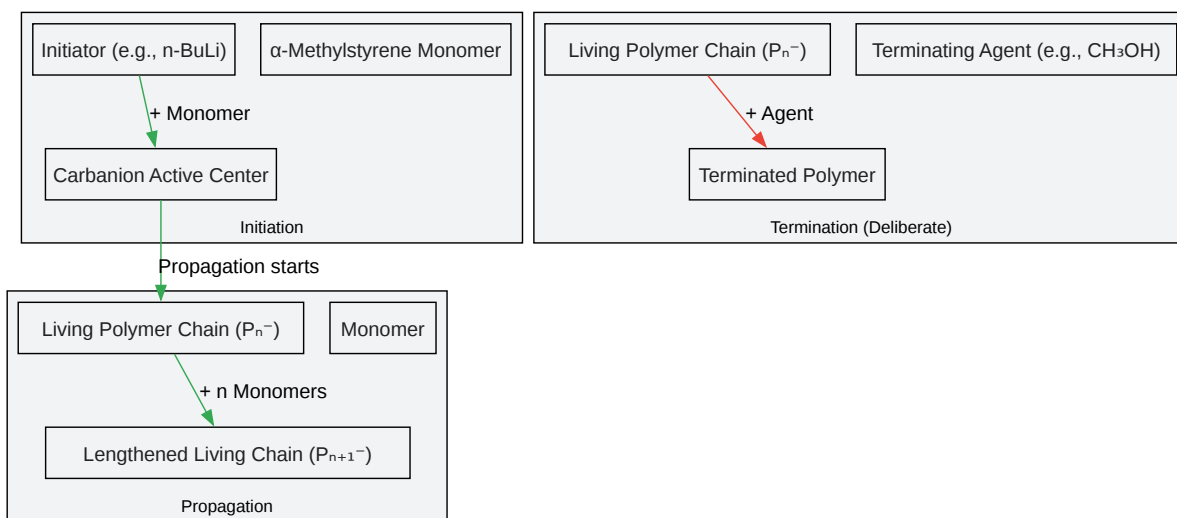 Initiator (e.g., n-BuLi)
α-Methylstyrene Monomer
+ Monomer
Carbanion Active Center
Initiation
Living Polymer Chain (Pₙ⁻)
Terminating Agent (e.g., CH₃OH)
+ Agent
Terminated Polymer
Termination (Deliberate)
Propagation starts
Living Polymer Chain (Pₙ⁻)
Monomer
+ n Monomers
Lengthened Living Chain (Pₙ₊₁⁻)
Propagation